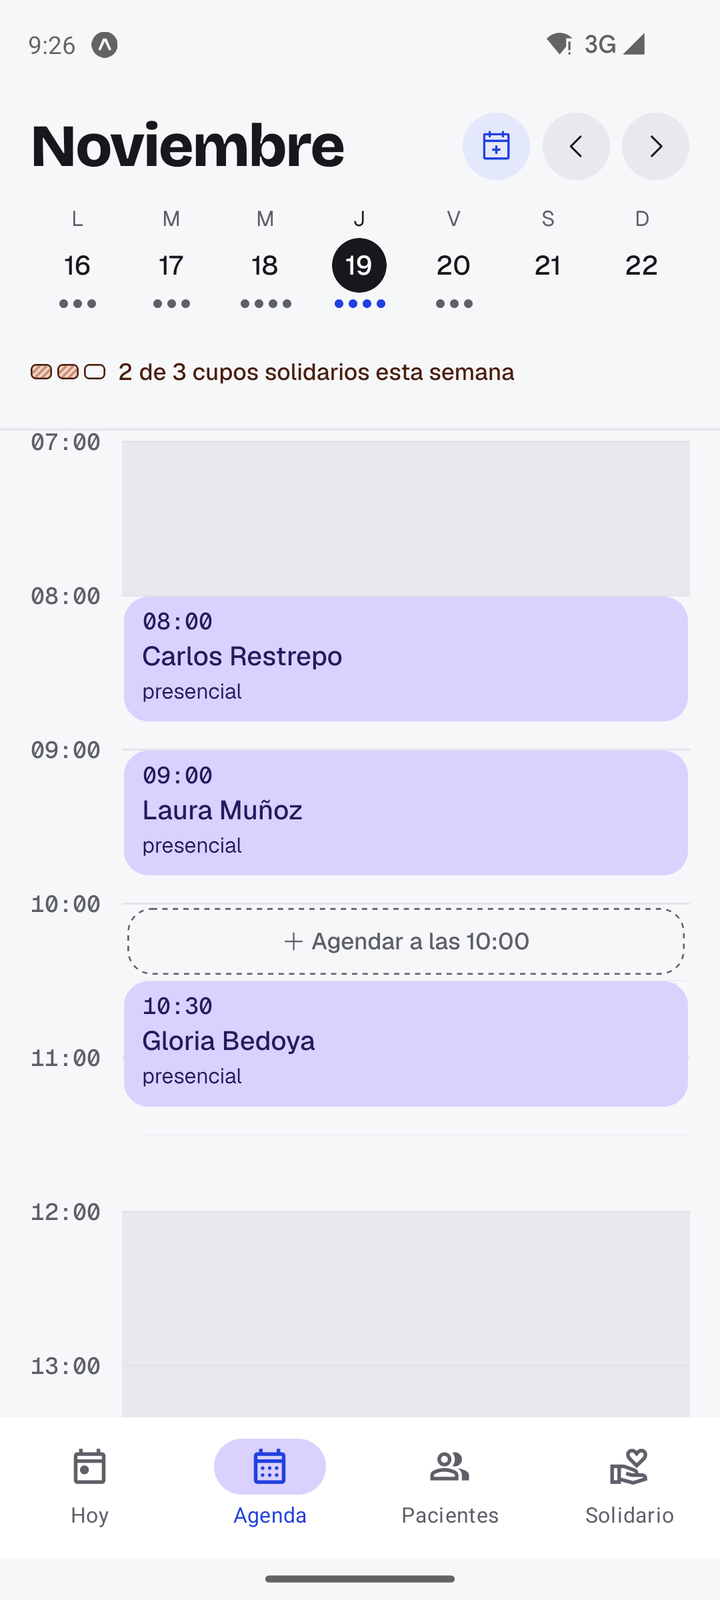 9:26
3G
Noviembre
L M M J V S D
16 17 18 19 20 21 22
2 de 3 cupos solidarios esta semana
07:00
08:00
08:00
Carlos Restrepo
presencial
09:00
09:00
Laura Muñoz
presencial
10:00
+ Agendar a las 10:00
10:30
Gloria Bedoya
11:00
presencial
12:00
13:00
Hoy Agenda Pacientes Solidario